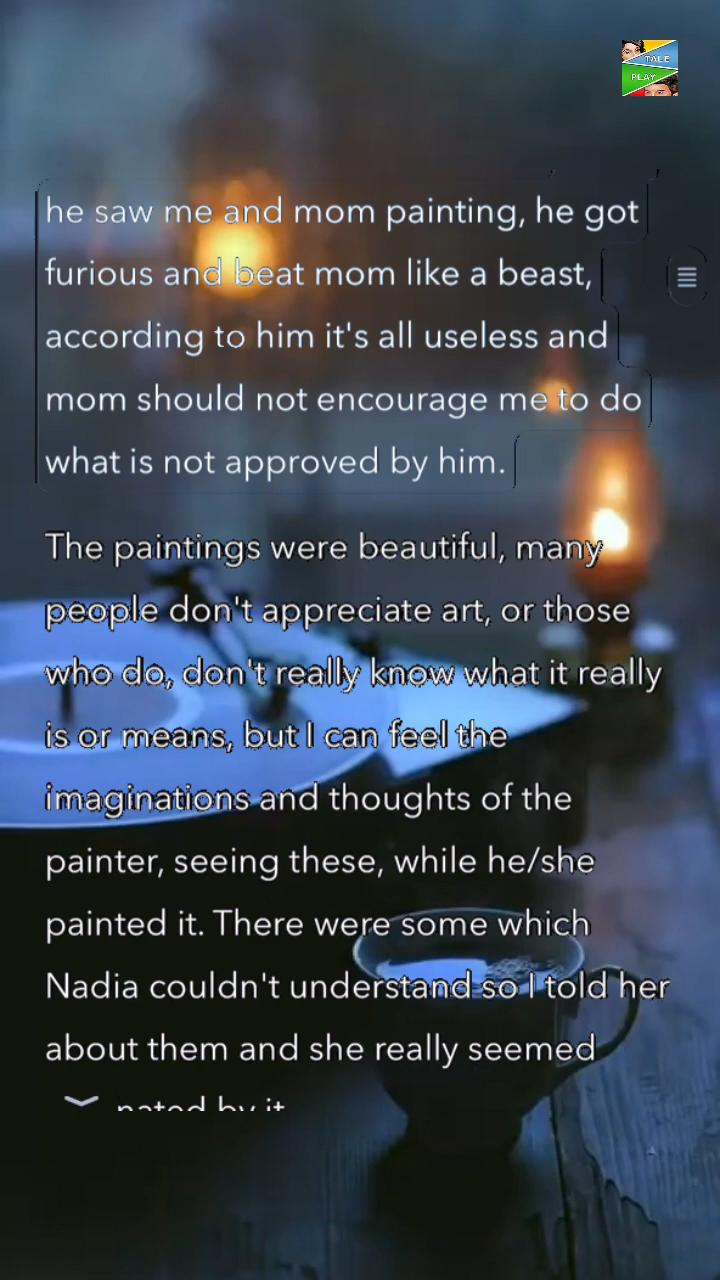 TALE
PLAY
he saw me and mom painting, he got
furious and beat mom like a beast,
according to him it's all useless and
mom should not encourage me to do
what is not approved by him.
The paintings were beautiful, many
people don't appreciate art, or those
who do, don't really know what it really
is or means, but I can feel the
imaginations and thoughts of the
painter, seeing these, while he/she
painted it. There were some which
Nadia couldn't understand so I told her
about them and she really seemed
by it